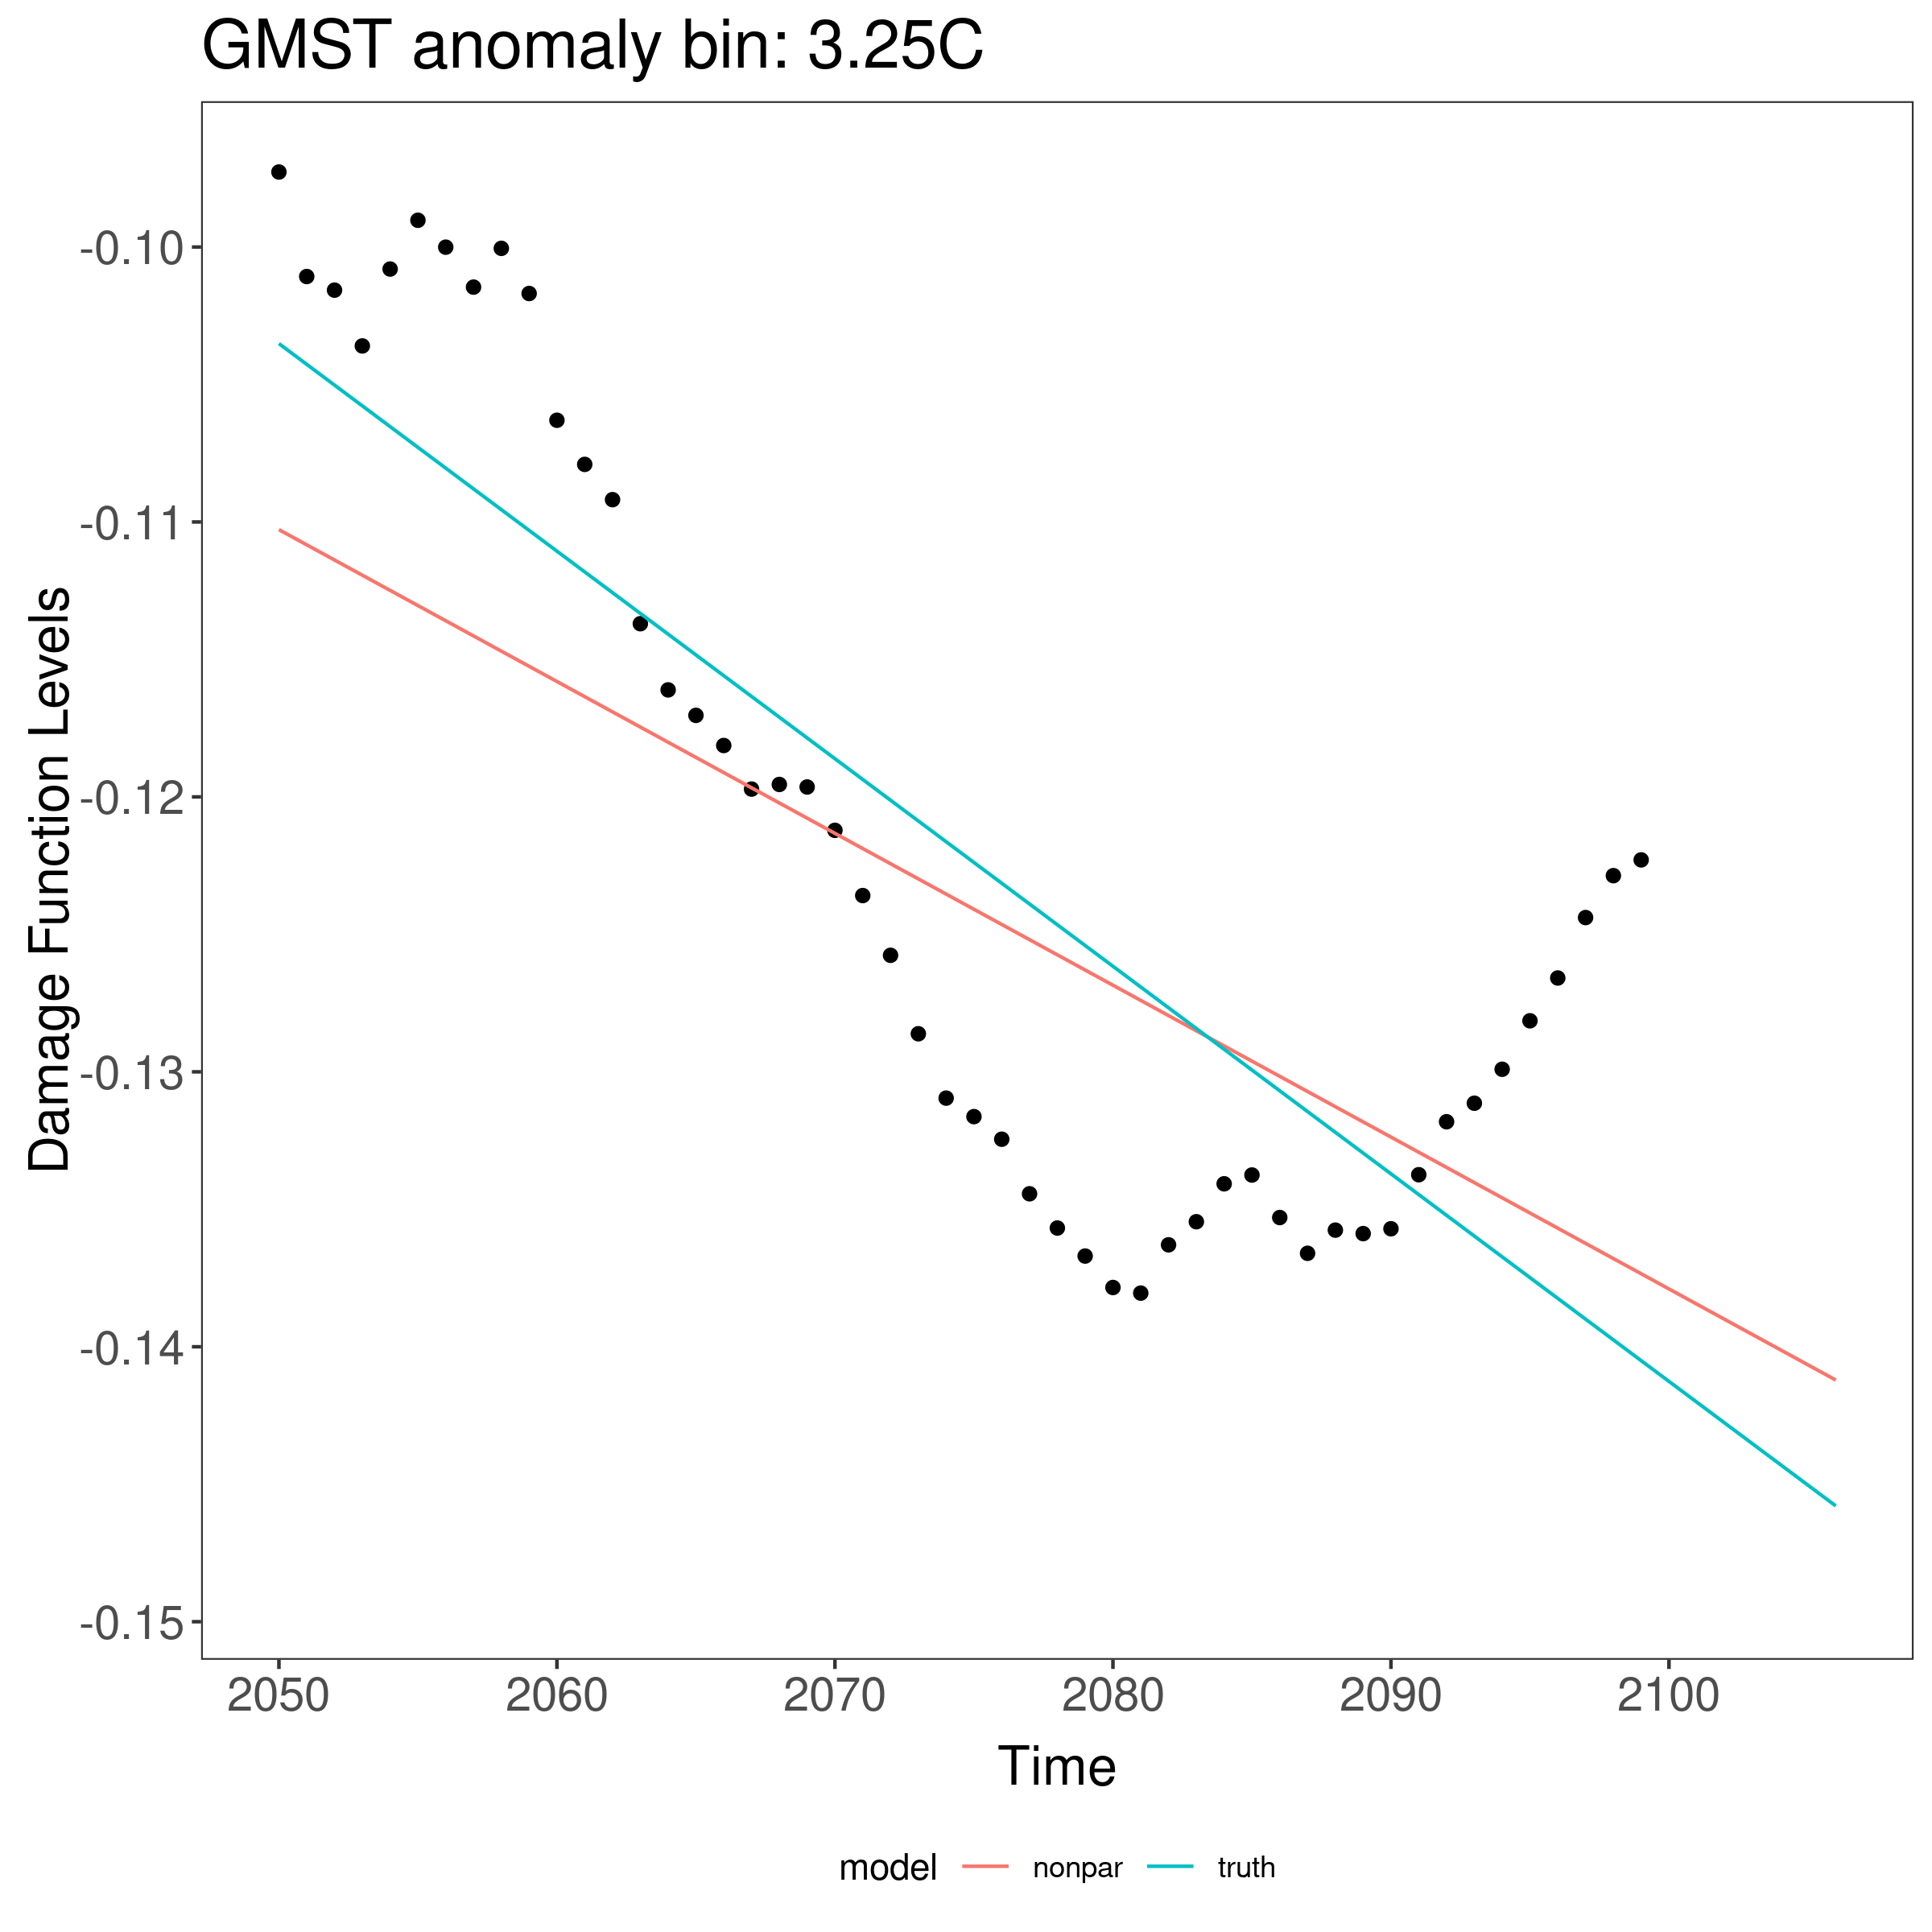 GMST anomaly bin: 3.25C
Damage Function Levels
-0.10
-0.11
-0.12
-0.13
-0.14
-0.15
2050 2060 2070 2080 2090 2100
Time
model nonpar truth